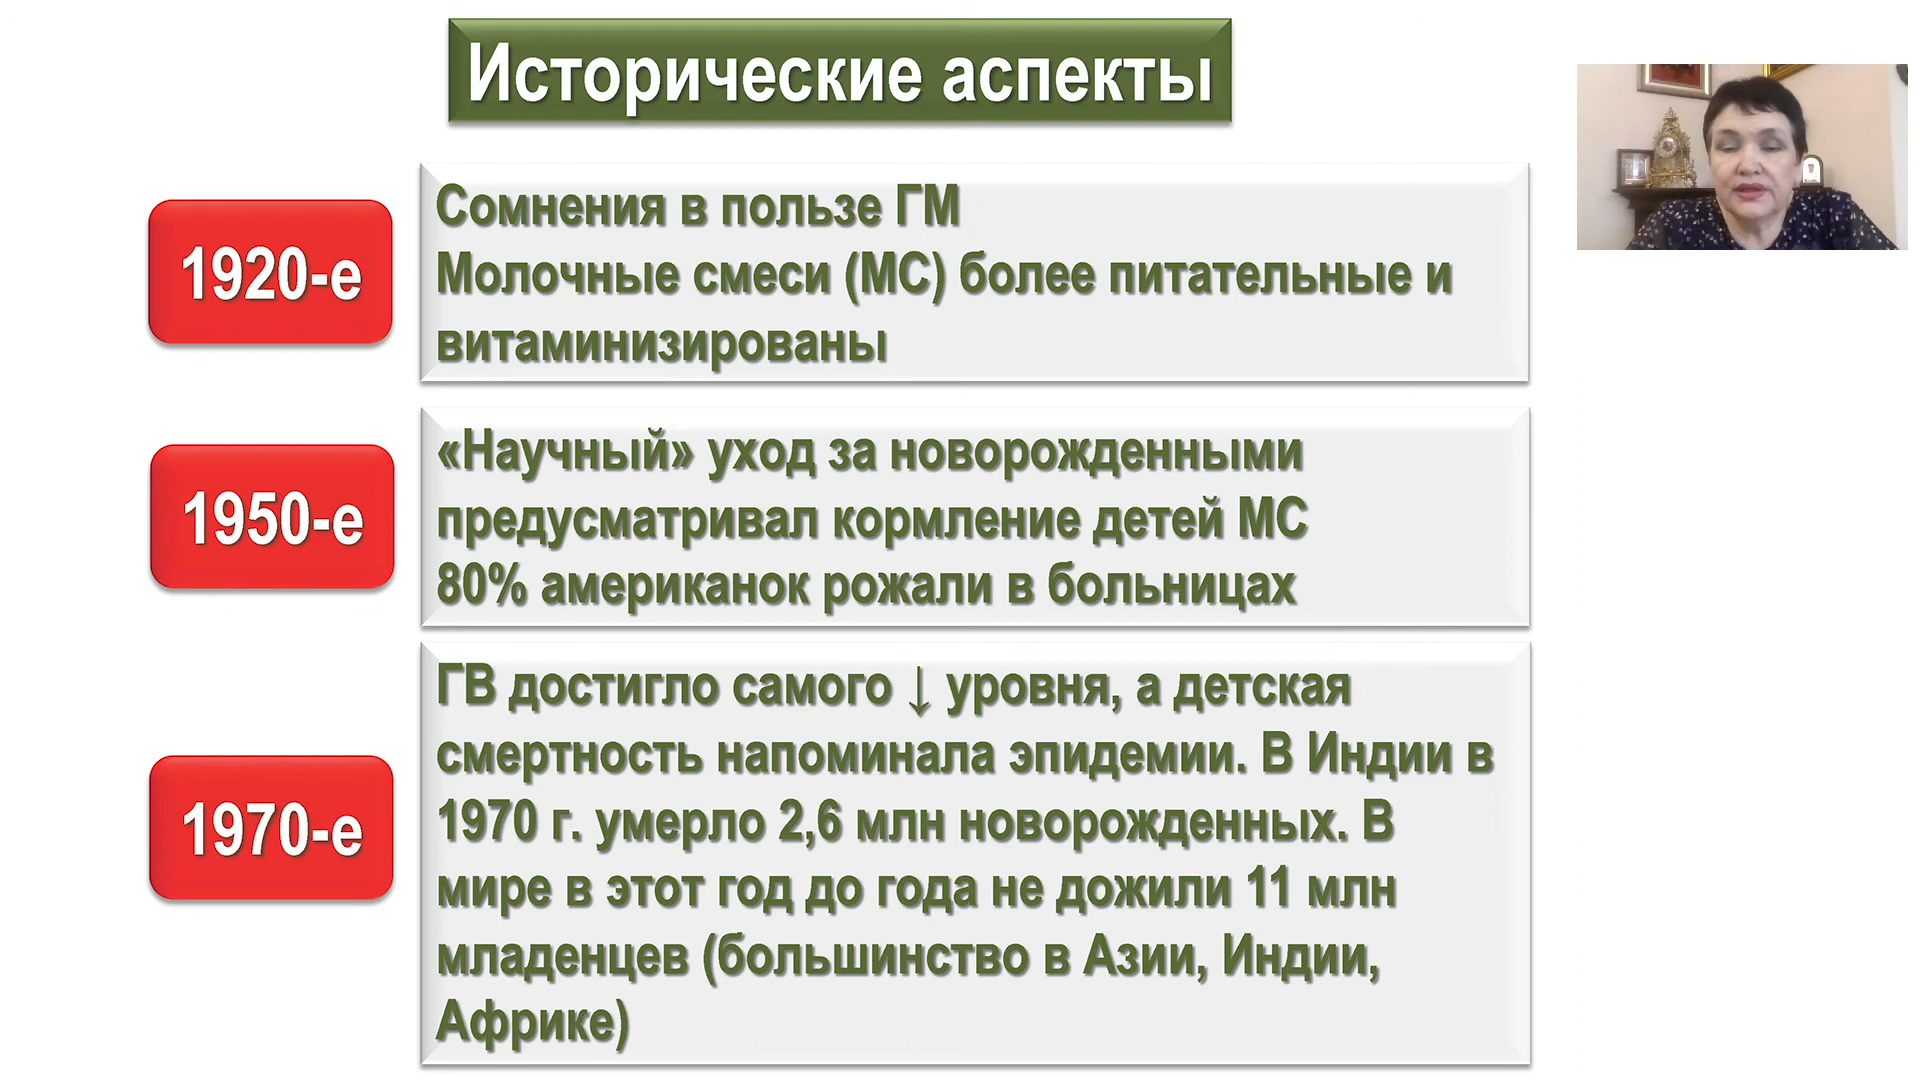 Исторические аспекты
1920-е
Сомнения в пользе ГМ
Молочные смеси (МС) более питательные и
витаминизированы
1950-е
«Научный» уход за новорожденными
предусматривал кормление детей МС
80% американок рожали в больницах
1970-е
ГВ достигло самого ↓ уровня, а детская
смертность напоминала эпидемии. В Индии в
1970 г. умерло 2,6 млн новорожденных. В
мире в этот год до года не дожили 11 млн
младенцев (большинство в Азии, Индии,
Африке)